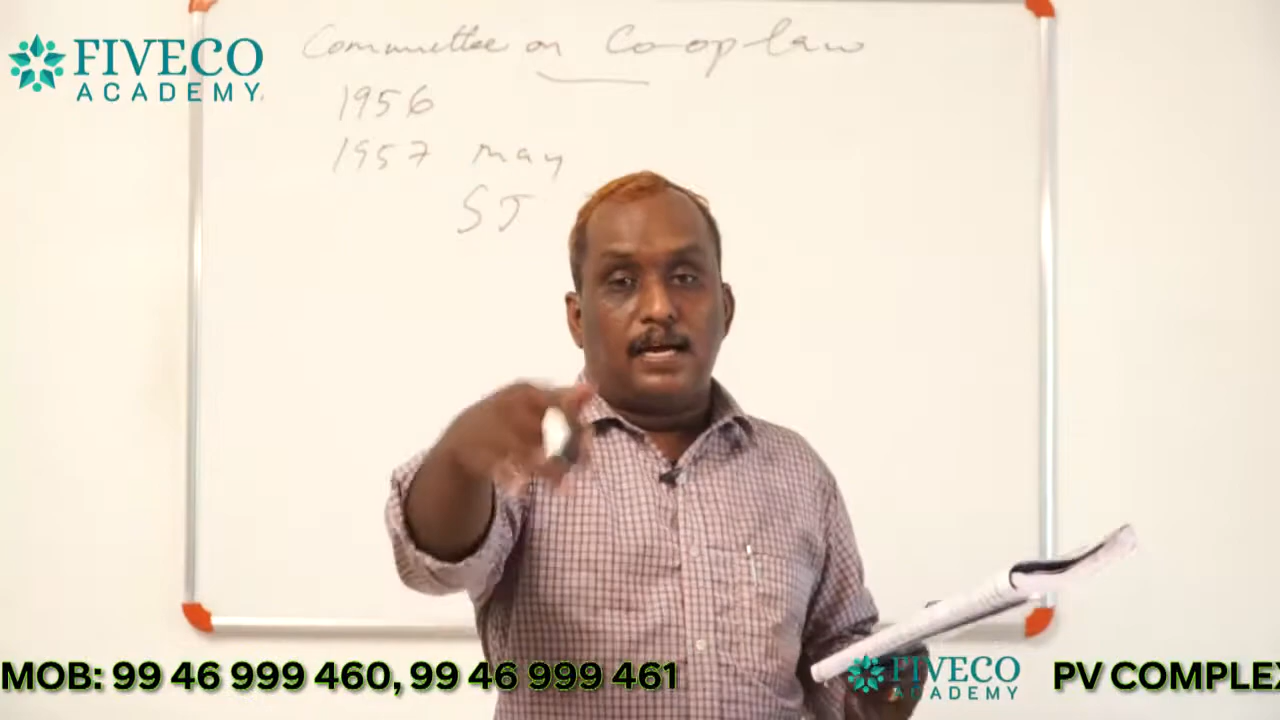 Committee on Co-op law
1956
1957 may
SJ
FIVECO
ACADEMY
MOB: 99 46 999 460, 99 46 999 461
FIVECO
ACADEMY
PV COMPLEX